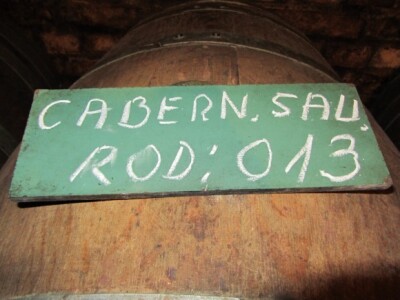 CABERN. SAU.
ROD: 013